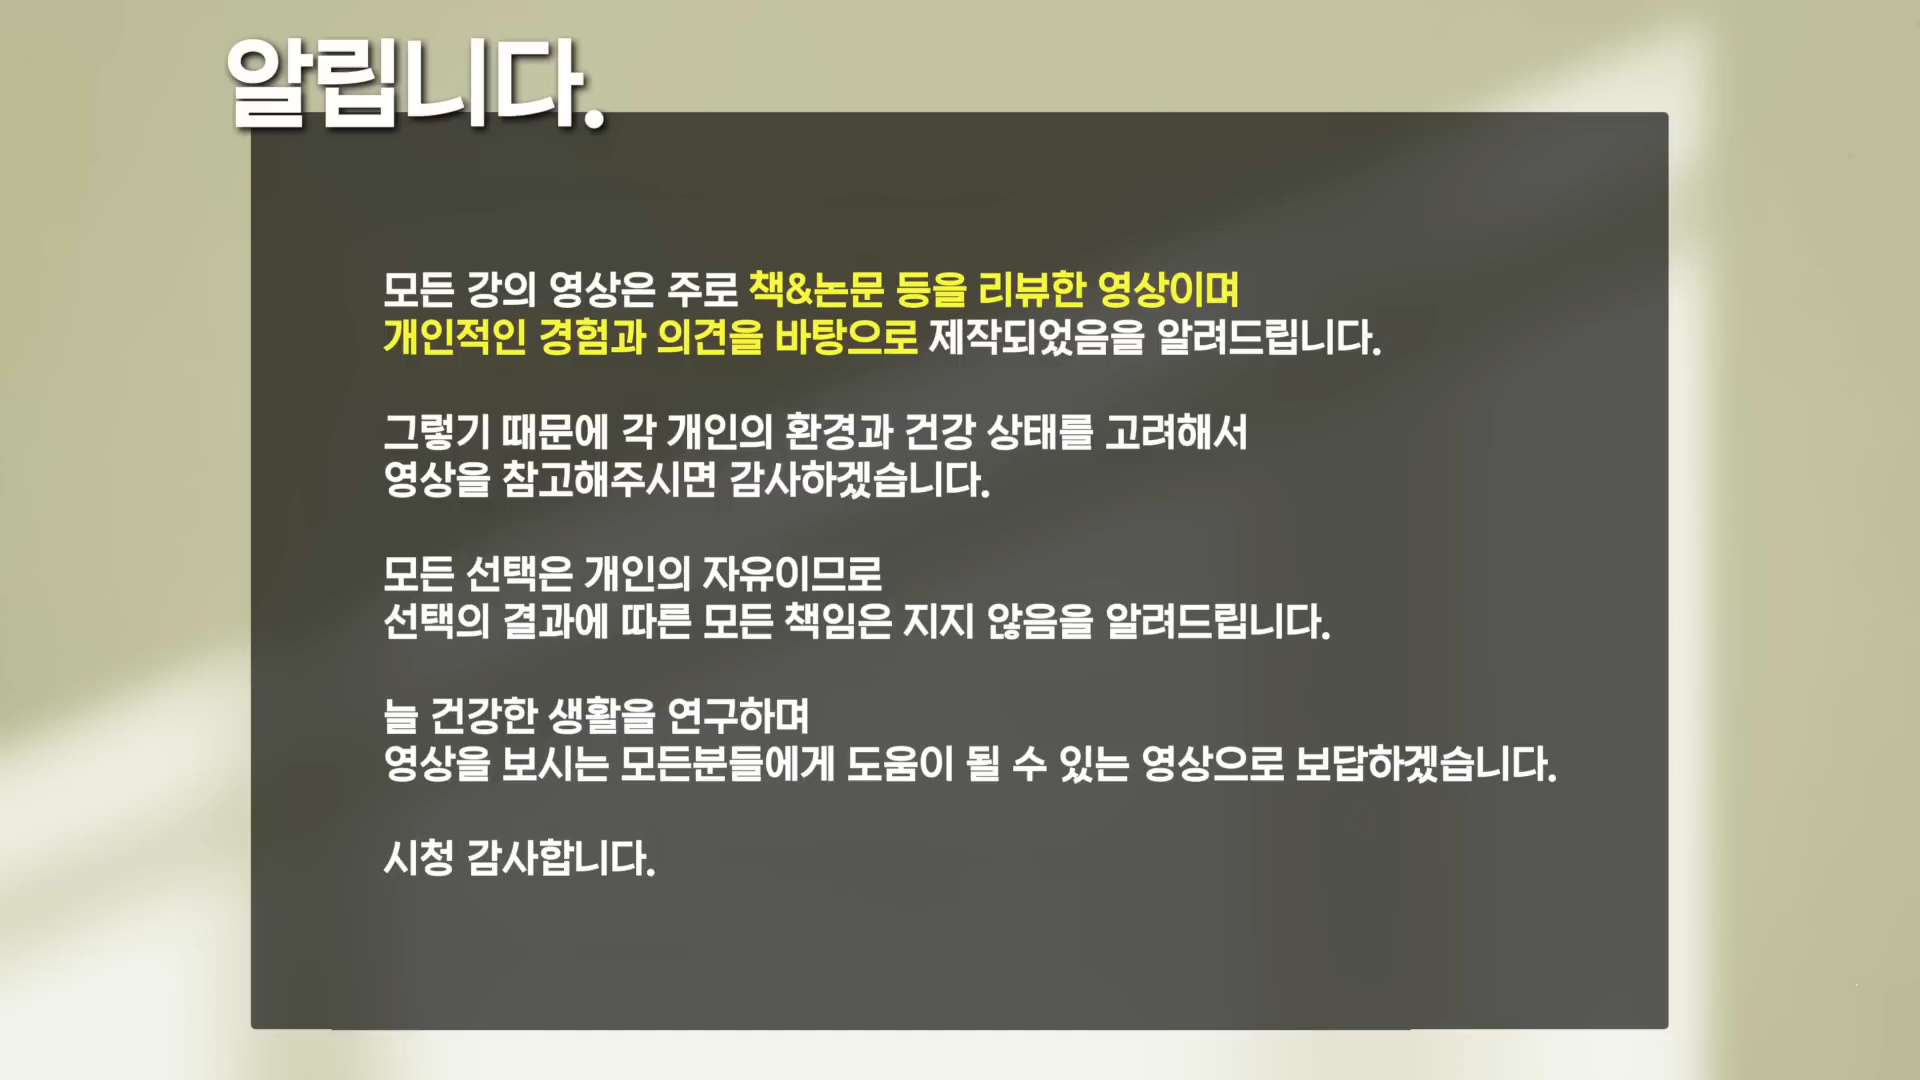 알립니다.
모든 강의 영상은 주로 책&논문 등을 리뷰한 영상이며
개인적인 경험과 의견을 바탕으로 제작되었음을 알려드립니다.
그렇기 때문에 각 개인의 환경과 건강 상태를 고려해서
영상을 참고해주시면 감사하겠습니다.
모든 선택은 개인의 자유이므로
선택의 결과에 따른 모든 책임은 지지 않음을 알려드립니다.
늘 건강한 생활을 연구하며
영상을 보시는 모든분들에게 도움이 될 수 있는 영상으로 보답하겠습니다.
시청 감사합니다.